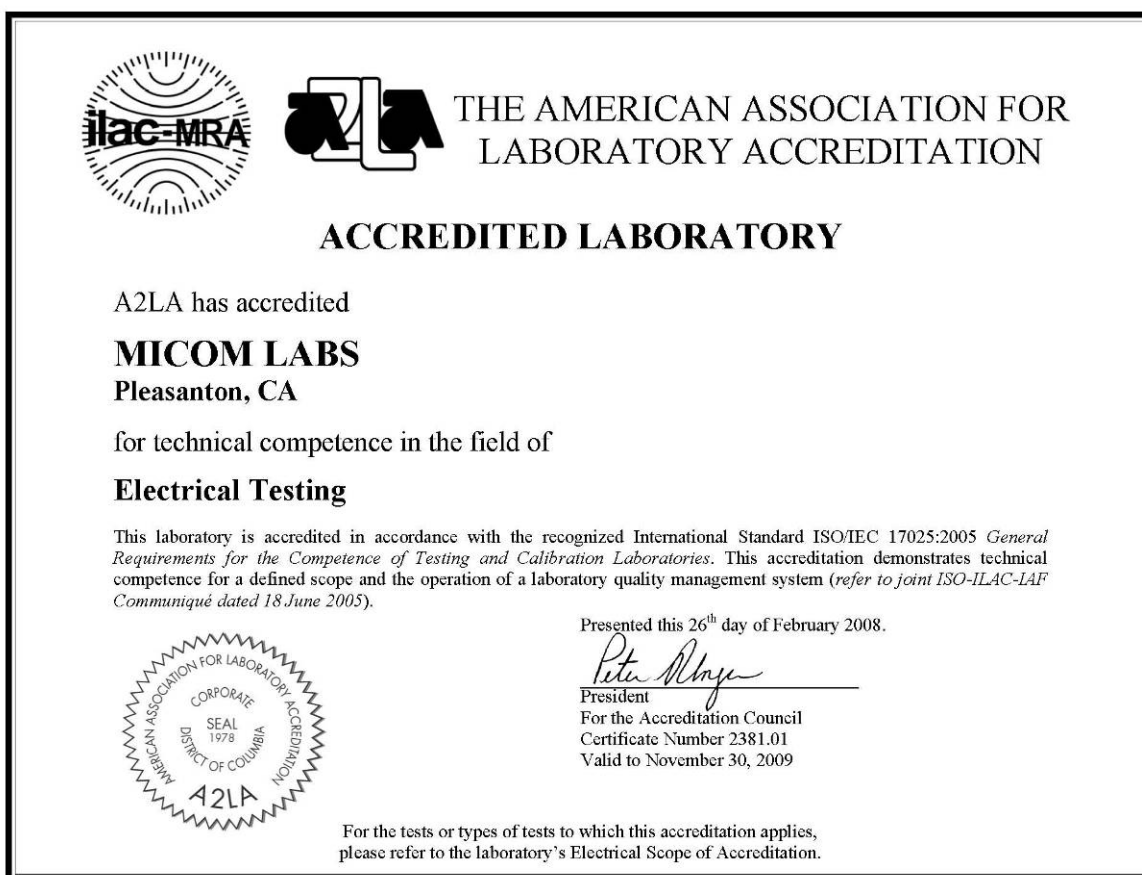 ilac-MRA
A2LA
THE AMERICAN ASSOCIATION FOR
LABORATORY ACCREDITATION
ACCREDITED LABORATORY
A2LA has accredited
MICOM LABS
Pleasanton, CA
for technical competence in the field of
Electrical Testing
This laboratory is accredited in accordance with the recognized International Standard ISO/IEC 17025:2005 General
Requirements for the Competence of Testing and Calibration Laboratories. This accreditation demonstrates technical
competence for a defined scope and the operation of a laboratory quality management system (refer to joint ISO-ILAC-IAF
Communiqué dated 18 June 2005).
Presented this 26th day of February 2008.
Peter
President
For the Accreditation Council
Certificate Number 2381.01
Valid to November 30, 2009
AMERICAN ASSOCIATION FOR LABORATORY ACCREDITATION
CORPORATE
SEAL
1978
DISTRICT OF COLUMBIA
A2LA
For the tests or types of tests to which this accreditation applies,
please refer to the laboratory's Electrical Scope of Accreditation.